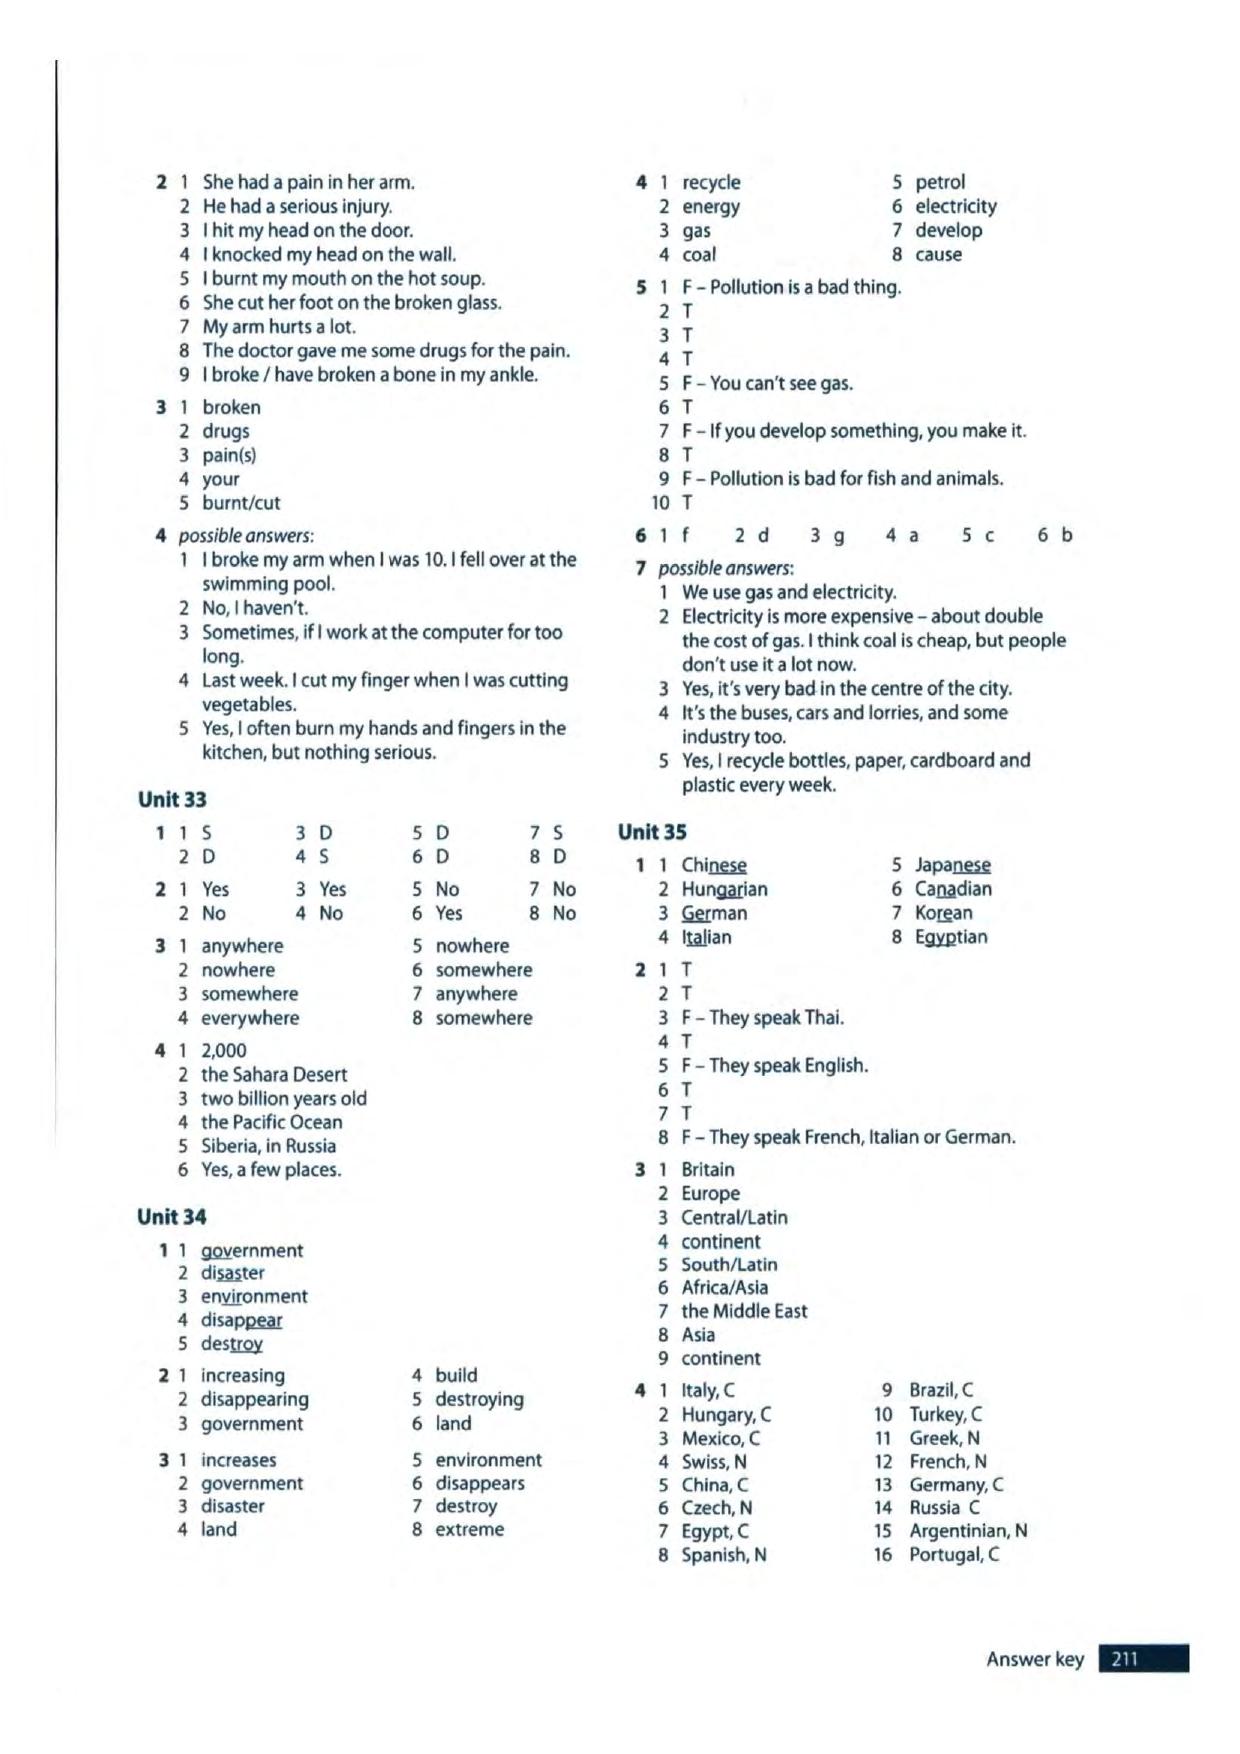 2 1 She had a pain in her arm.
2 He had a serious injury.
3 I hit my head on the door.
4 I knocked my head on the wall.
5 I burnt my mouth on the hot soup.
6 She cut her foot on the broken glass.
7 My arm hurts a lot.
8 The doctor gave me some drugs for the pain.
9 I broke / have broken a bone in my ankle.
3 1 broken
2 drugs
3 pain(s)
4 your
5 burnt/cut
4 possible answers:
1 I broke my arm when I was 10. I fell over at the
swimming pool.
2 No, I haven't.
3 Sometimes, if I work at the computer for too
long.
4 Last week. I cut my finger when I was cutting
vegetables.
5 Yes, I often burn my hands and fingers in the
kitchen, but nothing serious.
Unit 33
1 1 S 3 D 5 D 7 S
2 D 4 S 6 D 8 D
2 1 Yes 3 Yes 5 No 7 No
2 No 4 No 6 Yes 8 No
3 1 anywhere 5 nowhere
2 nowhere 6 somewhere
3 somewhere 7 anywhere
4 everywhere 8 somewhere
4 1 2,000
2 the Sahara Desert
3 two billion years old
4 the Pacific Ocean
5 Siberia, in Russia
6 Yes, a few places.
Unit 34
1 1 government
2 disaster
3 environment
4 disappear
5 destroy
2 1 increasing 4 build
2 disappearing 5 destroying
3 government 6 land
3 1 increases 5 environment
2 government 6 disappears
3 disaster 7 destroy
4 land 8 extreme
4 1 recycle 5 petrol
2 energy 6 electricity
3 gas 7 develop
4 coal 8 cause
5 1 F – Pollution is a bad thing.
2 T
3 T
4 T
5 F – You can't see gas.
6 T
7 F – If you develop something, you make it.
8 T
9 F – Pollution is bad for fish and animals.
10 T
6 1 f 2 d 3 g 4 a 5 c 6 b
7 possible answers:
1 We use gas and electricity.
2 Electricity is more expensive – about double
the cost of gas. I think coal is cheap, but people
don't use it a lot now.
3 Yes, it's very bad in the centre of the city.
4 It's the buses, cars and lorries, and some
industry too.
5 Yes, I recycle bottles, paper, cardboard and
plastic every week.
Unit 35
1 1 Chinese 5 Japanese
2 Hungarian 6 Canadian
3 German 7 Korean
4 Italian 8 Egyptian
2 1 T
2 T
3 F – They speak Thai.
4 T
5 F – They speak English.
6 T
7 T
8 F – They speak French, Italian or German.
3 1 Britain
2 Europe
3 Central/Latin
4 continent
5 South/Latin
6 Africa/Asia
7 the Middle East
8 Asia
9 continent
4 1 Italy, C 9 Brazil, C
2 Hungary, C 10 Turkey, C
3 Mexico, C 11 Greek, N
4 Swiss, N 12 French, N
5 China, C 13 Germany, C
6 Czech, N 14 Russia C
7 Egypt, C 15 Argentinian, N
8 Spanish, N 16 Portugal, C
Answer key 211